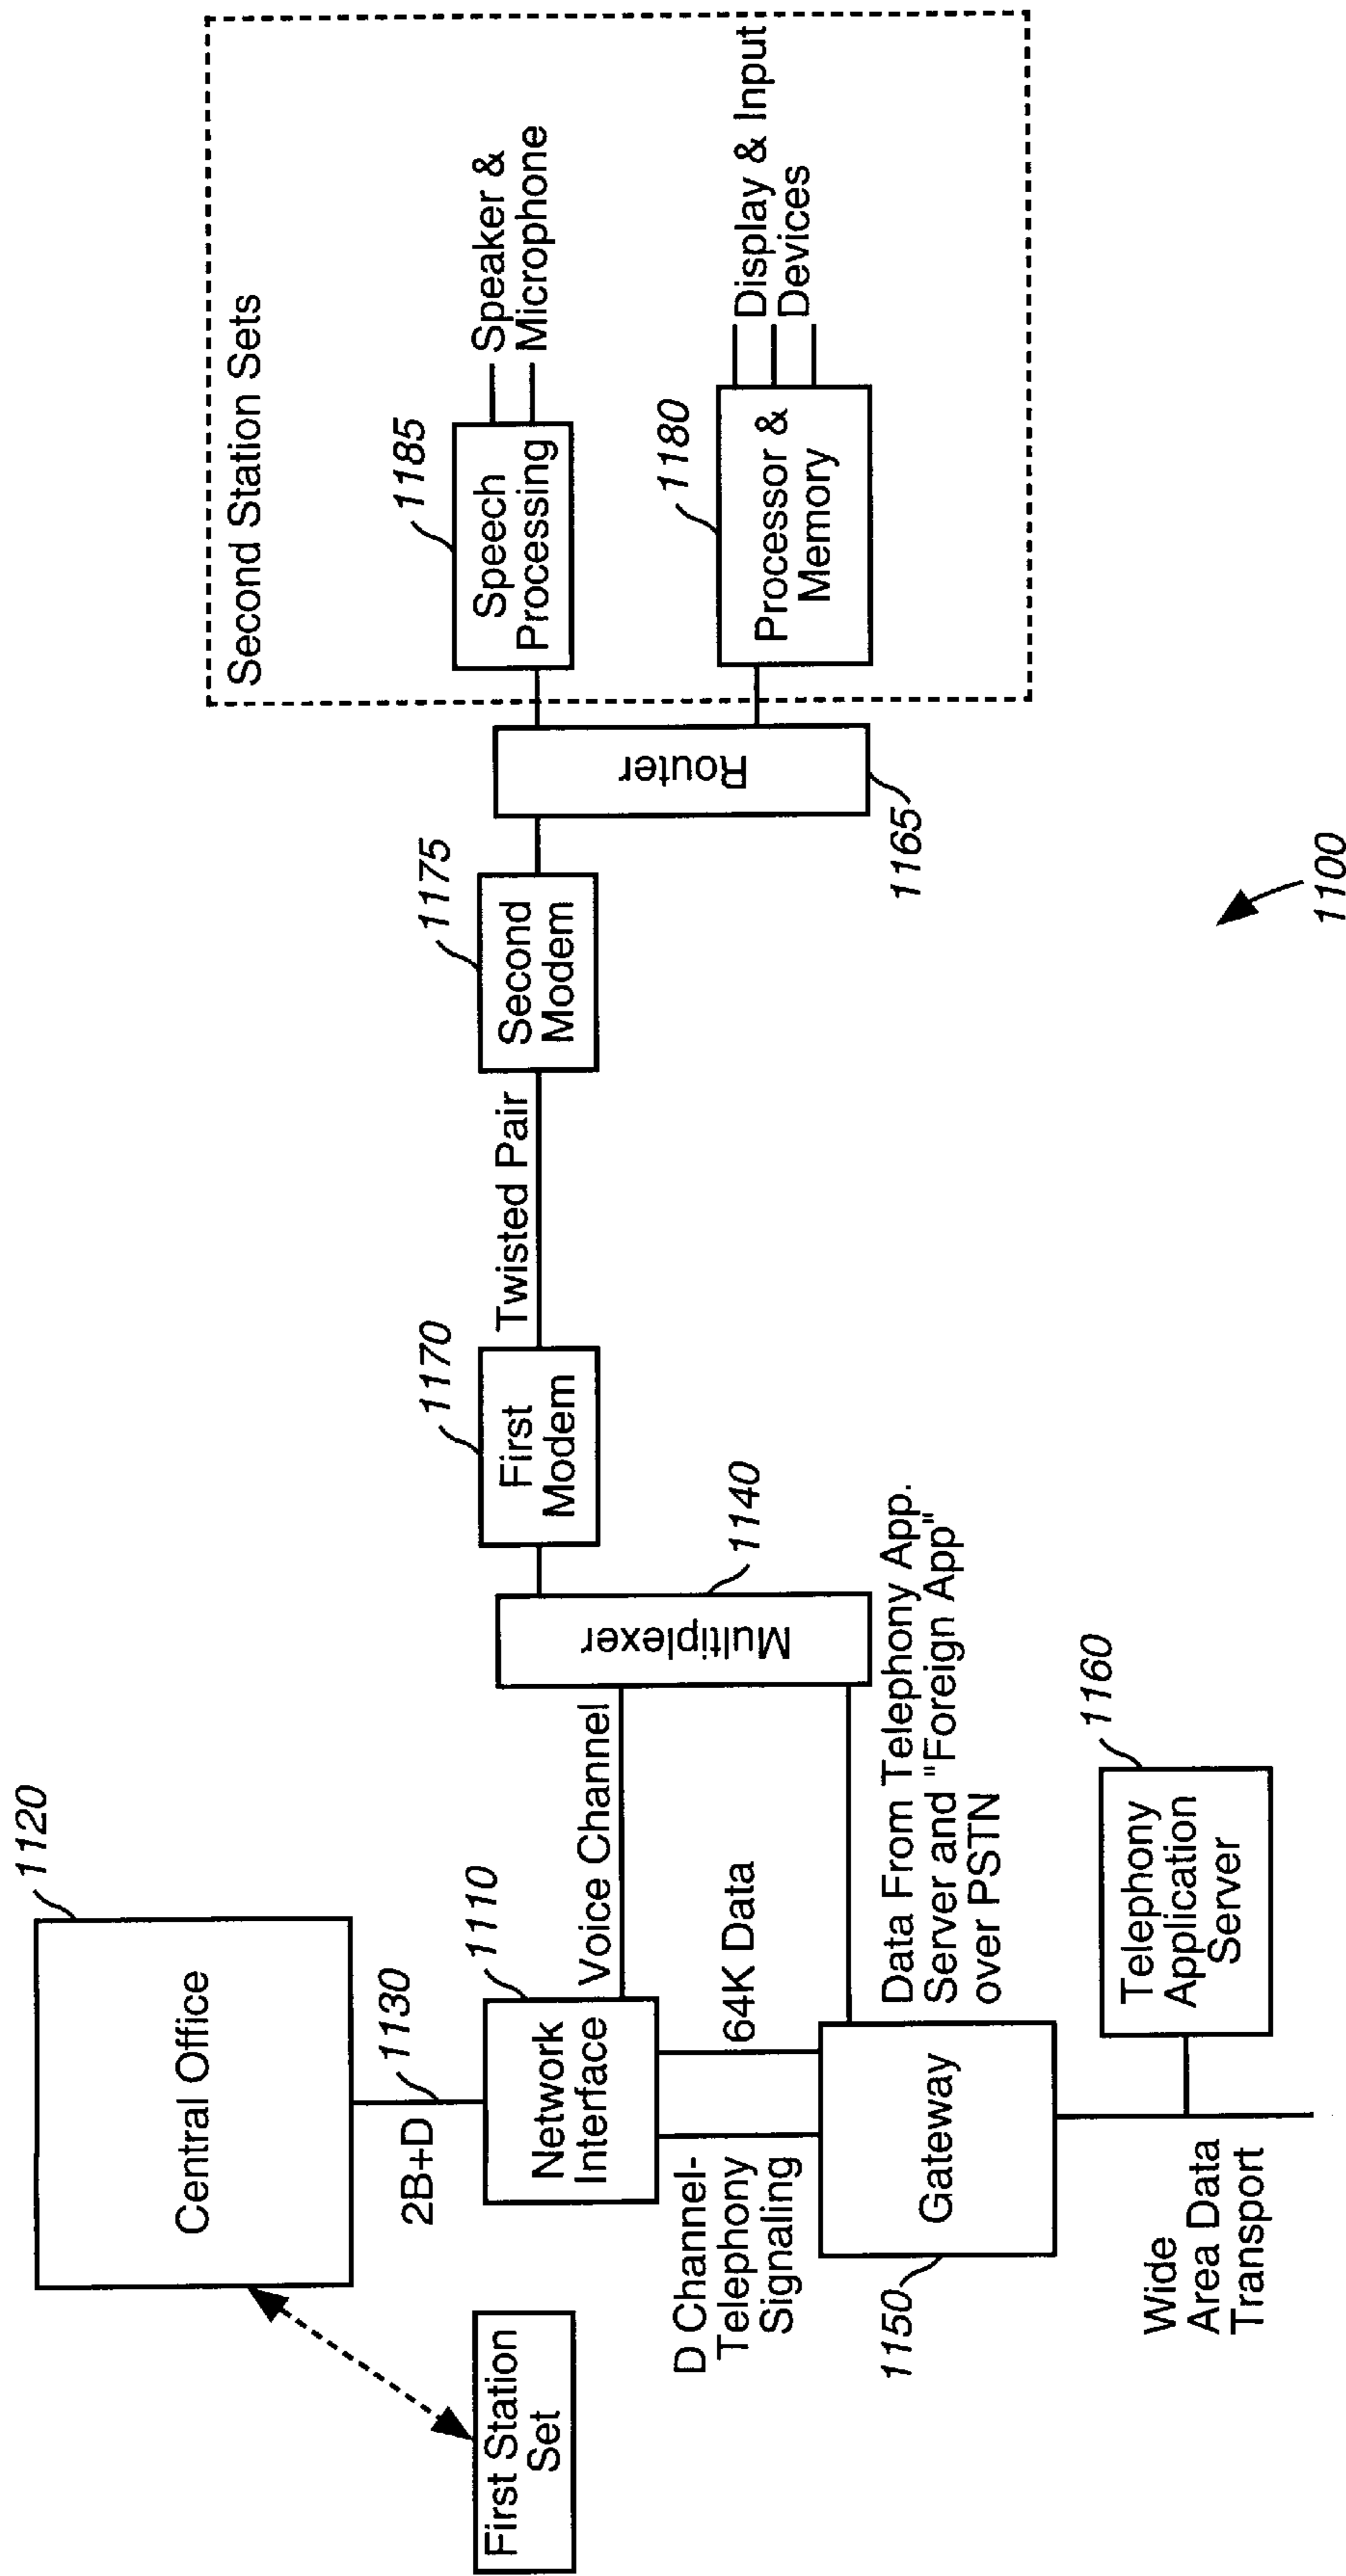 Second Station Sets
1120
Central Office
First Station
Set
2B+D
1130
1110
Network
Interface
Voice Channel
D Channel-
Telephony
Signaling
64K Data
1150
Gateway
Data From Telephony App.
Server and "Foreign App"
over PSTN
Wide
Area Data
Transport
1160
Telephony
Application
Server
1140
Multiplexer
1170
First
Modem
Twisted Pair
1175
Second
Modem
Router
1165
1185
Speech
Processing
Speaker &
Microphone
1180
Processor &
Memory
Display & Input
Devices
1100